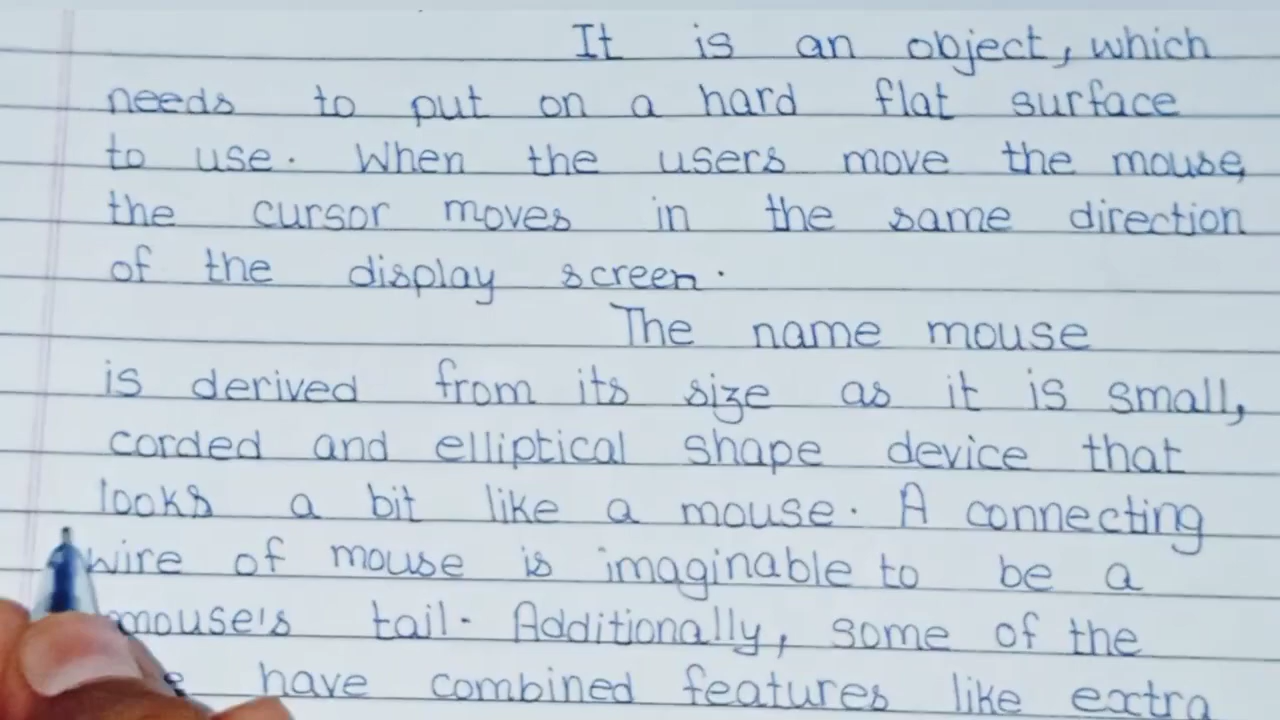 It is an object, which
needs to put on a hard flat surface
to use. When the users move the mouse,
the cursor moves in the same direction
of the display screen.
The name mouse
is derived from its size as it is small,
corded and elliptical shape device that
looks a bit like a mouse. A connecting
wire of mouse is imaginable to be a
mouse's tail. Additionally, some of the
have combined features like extra